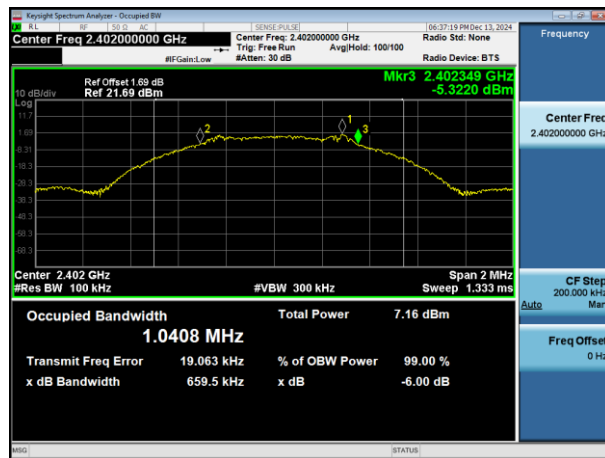 Keysight Spectrum Analyzer - Occupied BW
RL RF 50 Ω AC SENSE:PULSE 06:37:19 PM Dec 13, 2024
Center Freq 2.402000000 GHz Center Freq: 2.402000000 GHz Radio Std: None Frequency
Trig: Free Run Avg|Hold: 100/100
#IFGain:Low #Atten: 30 dB Radio Device: BTS
Ref Offset 1.69 dB Mkr3 2.402349 GHz
10 dB/div Ref 21.69 dBm -5.3220 dBm
Log
11.7
1.69
-8.31
-18.3
-28.3
-38.3
-48.3
-58.3
-68.3
2
1
3
Center Freq
2.402000000 GHz
Center 2.402 GHz Span 2 MHz
#Res BW 100 kHz #VBW 300 kHz Sweep 1.333 ms
CF Step
200.000 kHz
Auto Man
Occupied Bandwidth Total Power 7.16 dBm
1.0408 MHz
Transmit Freq Error 19.063 kHz % of OBW Power 99.00 %
x dB Bandwidth 659.5 kHz x dB -6.00 dB
Freq Offset
0 Hz
MSG STATUS